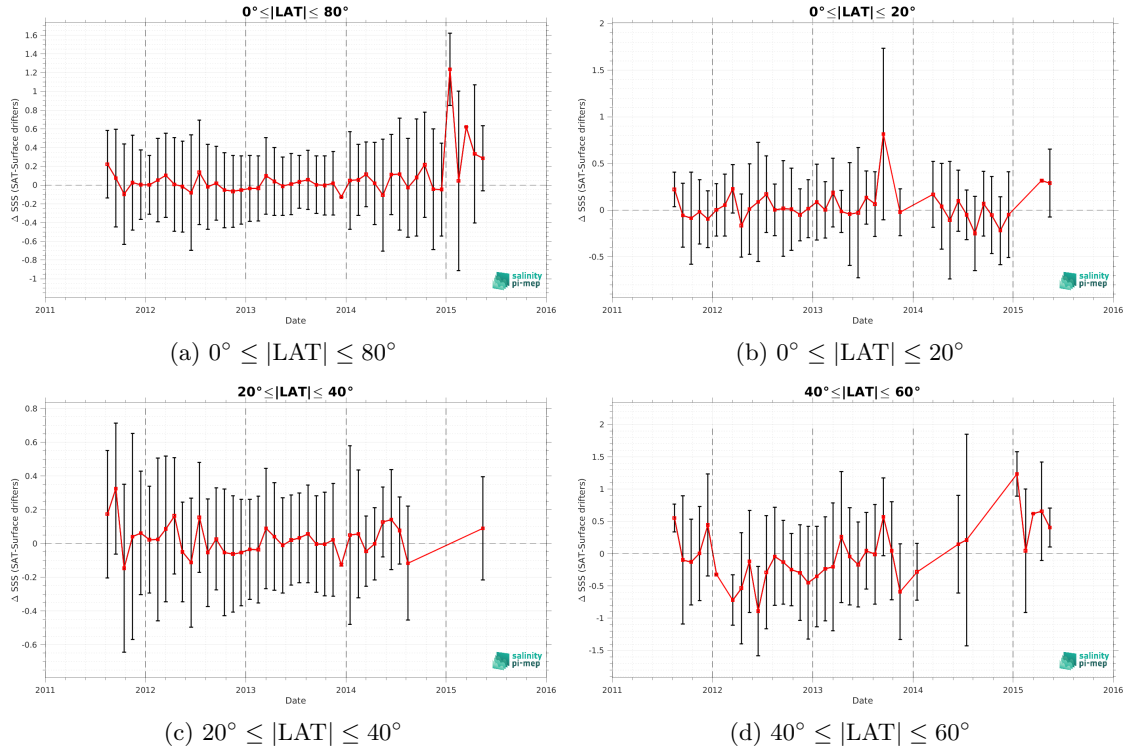 0°≤|LAT|≤ 80°
Δ SSS (SAT-Surface drifters)
1.6
1.4
1.2
1
0.8
0.6
0.4
0.2
0
-0.2
-0.4
-0.6
-0.8
-1
salinity
pi-mep
2011 2012 2013 2014 2015 2016
Date
(a) 0° ≤ |LAT| ≤ 80°
0°≤|LAT|≤ 20°
Δ SSS (SAT-Surface drifters)
2
1.5
1
0.5
0
-0.5
salinity
pi-mep
2011 2012 2013 2014 2015 2016
Date
(b) 0° ≤ |LAT| ≤ 20°
20°≤|LAT|≤ 40°
Δ SSS (SAT-Surface drifters)
0.8
0.6
0.4
0.2
0
-0.2
-0.4
-0.6
salinity
pi-mep
2011 2012 2013 2014 2015 2016
Date
(c) 20° ≤ |LAT| ≤ 40°
40°≤|LAT|≤ 60°
Δ SSS (SAT-Surface drifters)
2
1.5
1
0.5
0
-0.5
-1
-1.5
salinity
pi-mep
2011 2012 2013 2014 2015 2016
Date
(d) 40° ≤ |LAT| ≤ 60°